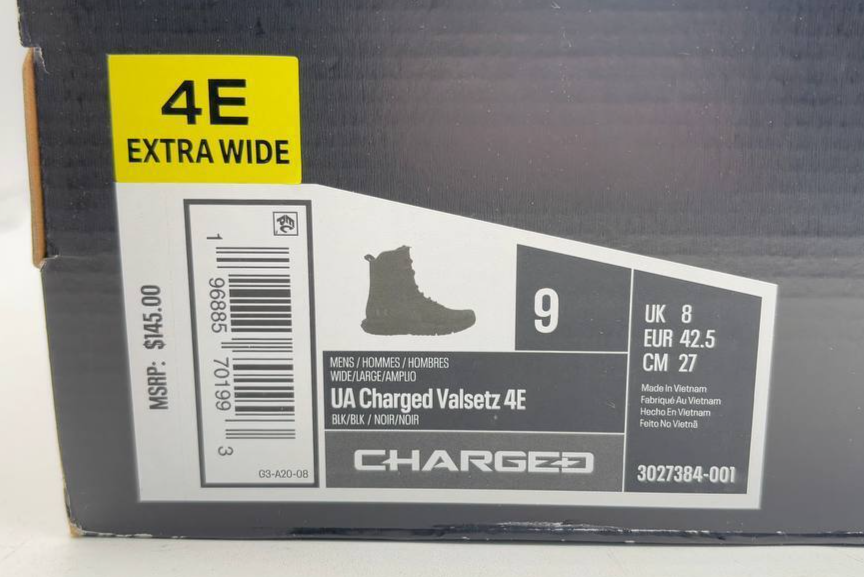 4E
EXTRA WIDE
MSRP: $145.00
1 96885 70199 3
G3-A20-08
9
UK 8
EUR 42.5
CM 27
MENS / HOMMES / HOMBRES
WIDE/LARGE/AMPLIO
UA Charged Valsetz 4E
BLK/BLK / NOIR/NOIR
CHARGED
Made In Vietnam
Fabriqué Au Vietnam
Hecho En Vietnam
Feito No Vietnã
3027384-001